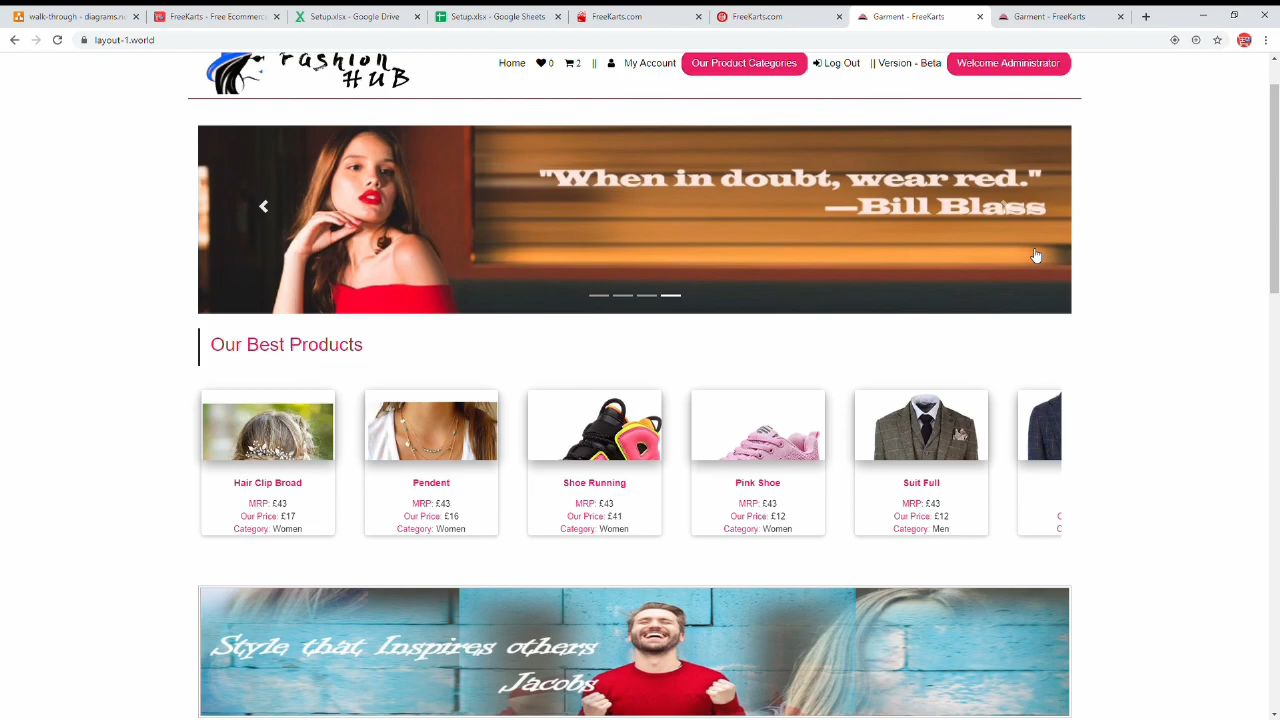 walk-through - diagrams.n
FreeKarts - Free Ecommerc
Setup.xlsx - Google Drive
Setup.xlsx - Google Sheets
FreeKarts.com
FreeKarts.com
Garment - FreeKarts
Garment - FreeKarts
layout-1.world
Fashion
HUB
Home 0 2 || My Account Our Product Categories Log Out || Version - Beta Welcome Administrator
"When in doubt, wear red."
—Bill Blass
Our Best Products
Hair Clip Broad
MRP: £43
Our Price: £17
Category: Women
Pendent
MRP: £43
Our Price: £16
Category: Women
Shoe Running
MRP: £43
Our Price: £41
Category: Women
Pink Shoe
MRP: £43
Our Price: £12
Category: Women
Suit Full
MRP: £43
Our Price: £12
Category: Men
Style that Inspires others
Jacobs